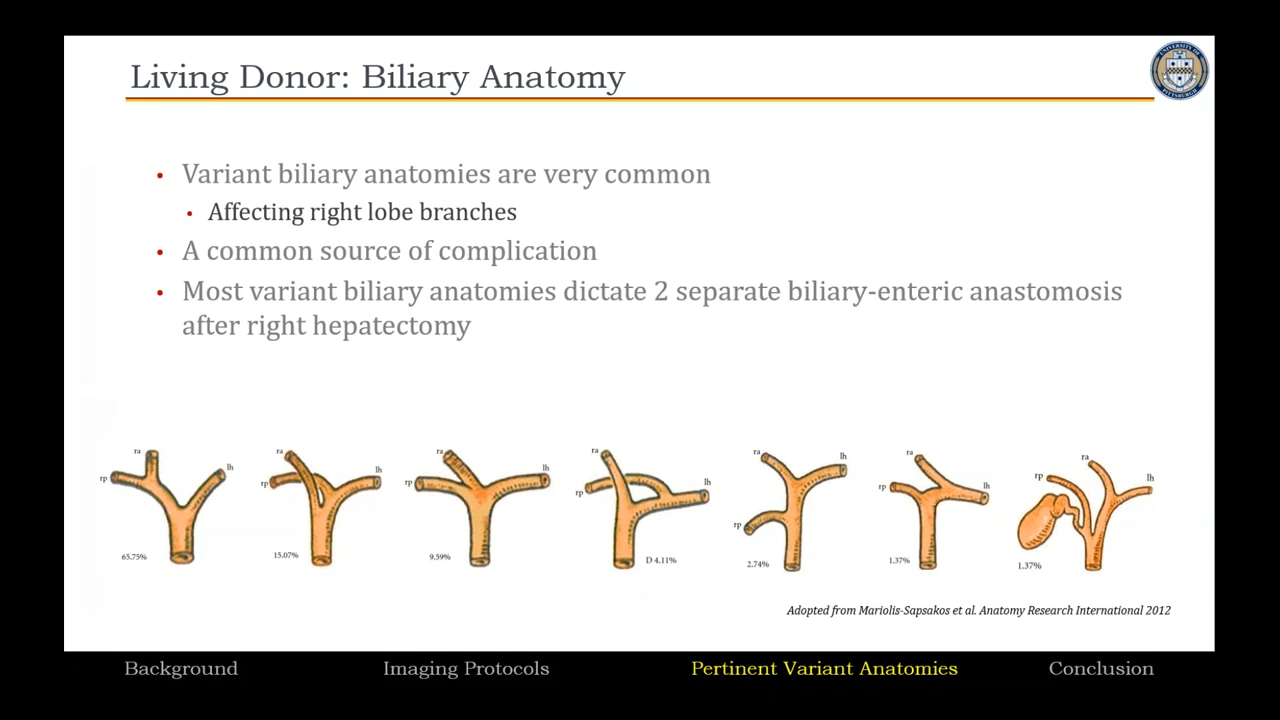 Living Donor: Biliary Anatomy
UNIVERSITY OF
PITTSBURGH
• Variant biliary anatomies are very common
• Affecting right lobe branches
• A common source of complication
• Most variant biliary anatomies dictate 2 separate biliary-enteric anastomosis
after right hepatectomy
ra
rp
lh
65.75%
ra
rp
lh
15.07%
ra
rp
lh
9.59%
ra
rp
lh
D 4.11%
ra
lh
rp
2.74%
ra
rp
lh
1.37%
ra
rp
lh
1.37%
Adopted from Mariolis-Sapsakos et al. Anatomy Research International 2012
Background
Imaging Protocols
Pertinent Variant Anatomies
Conclusion